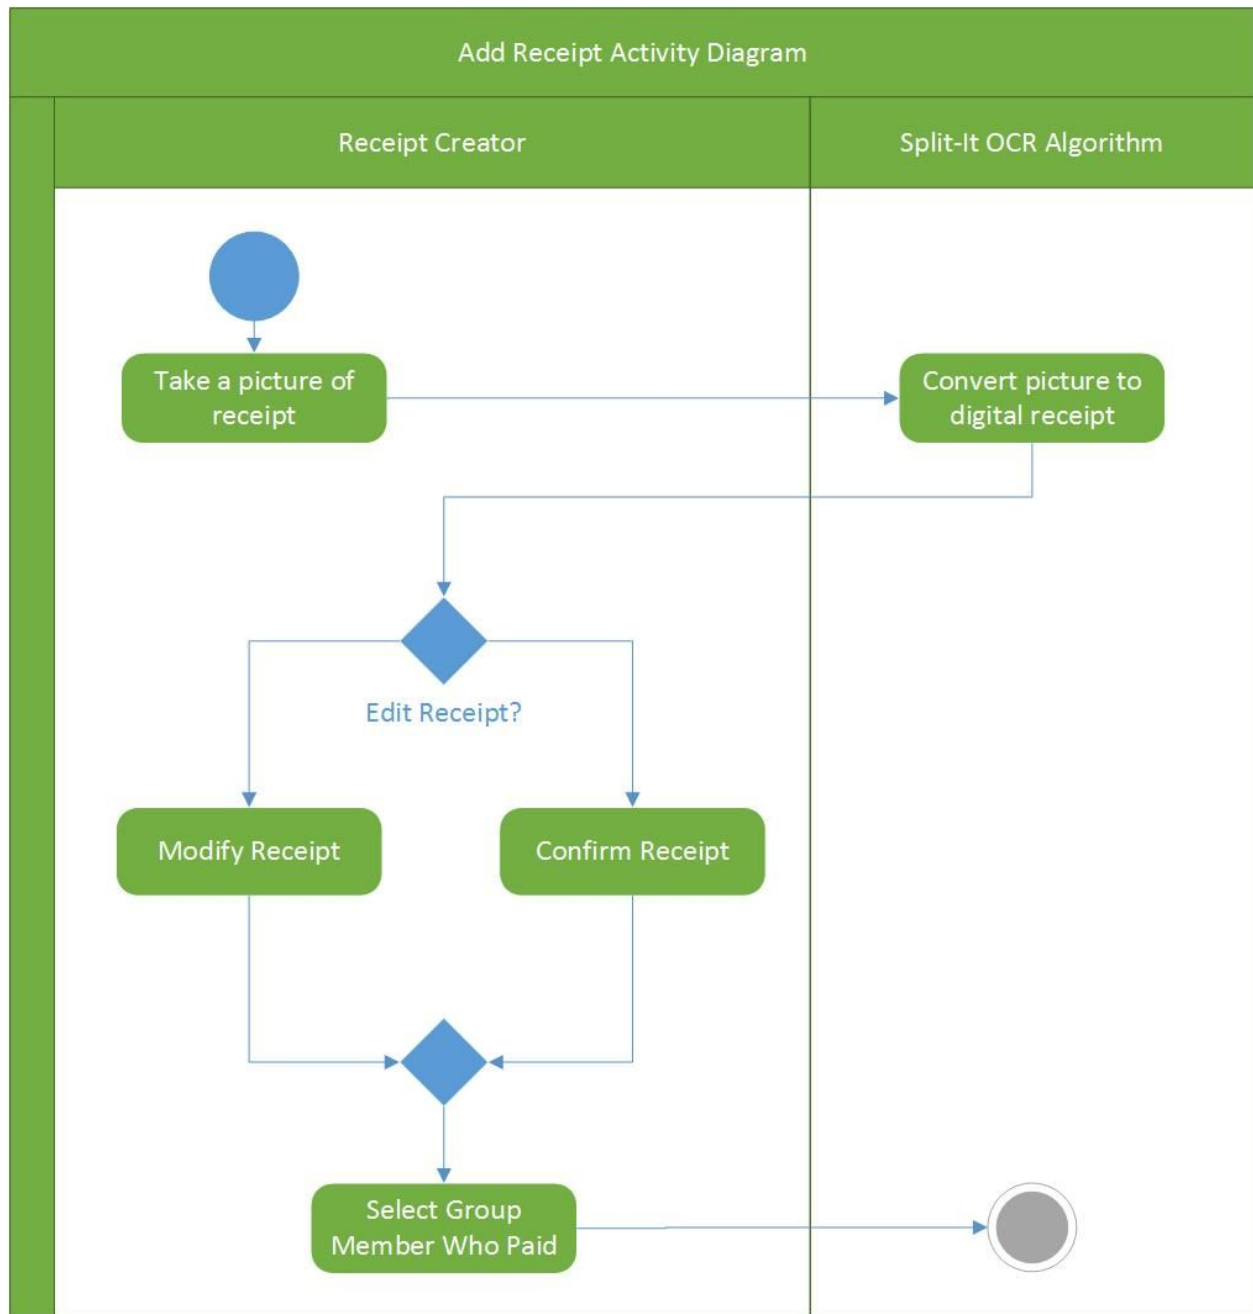 Add Receipt Activity Diagram
Receipt Creator
Split-It OCR Algorithm
Take a picture of
receipt
Convert picture to
digital receipt
Edit Receipt?
Modify Receipt
Confirm Receipt
Select Group
Member Who Paid